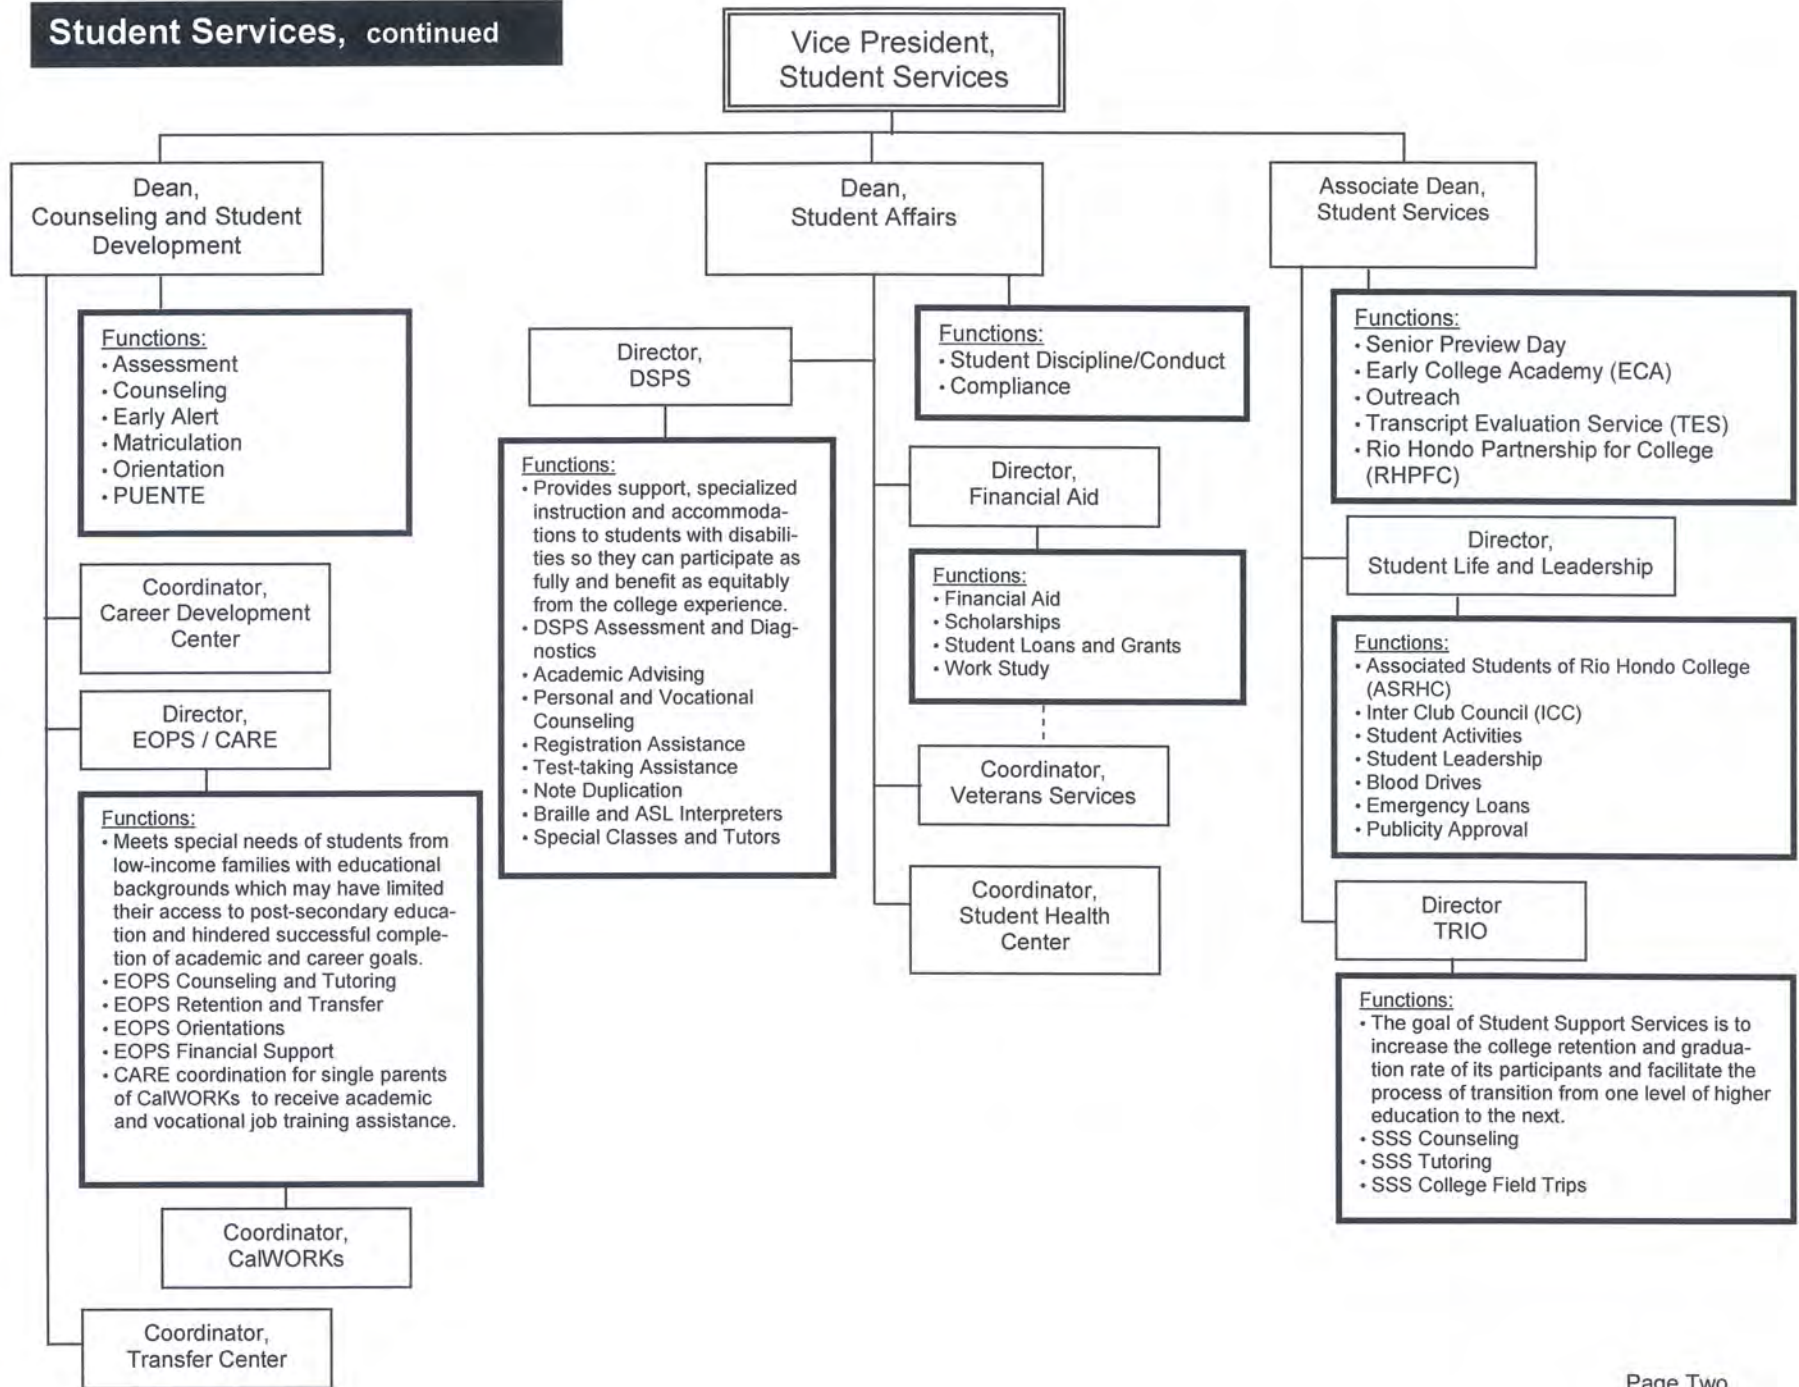 Student Services, continued
Vice President,
Student Services
Dean,
Counseling and Student
Development
Functions:
• Assessment
• Counseling
• Early Alert
• Matriculation
• Orientation
• PUENTE
Coordinator,
Career Development
Center
Director,
EOPS / CARE
Functions:
• Meets special needs of students from
low-income families with educational
backgrounds which may have limited
their access to post-secondary educa-
tion and hindered successful comple-
tion of academic and career goals.
• EOPS Counseling and Tutoring
• EOPS Retention and Transfer
• EOPS Orientations
• EOPS Financial Support
• CARE coordination for single parents
of CalWORKs to receive academic
and vocational job training assistance.
Coordinator,
CalWORKs
Coordinator,
Transfer Center
Dean,
Student Affairs
Functions:
• Student Discipline/Conduct
• Compliance
Director,
DSPS
Functions:
• Provides support, specialized
instruction and accommoda-
tions to students with disabili-
ties so they can participate as
fully and benefit as equitably
from the college experience.
• DSPS Assessment and Diag-
nostics
• Academic Advising
• Personal and Vocational
Counseling
• Registration Assistance
• Test-taking Assistance
• Note Duplication
• Braille and ASL Interpreters
• Special Classes and Tutors
Director,
Financial Aid
Functions:
• Financial Aid
• Scholarships
• Student Loans and Grants
• Work Study
Coordinator,
Veterans Services
Coordinator,
Student Health
Center
Associate Dean,
Student Services
Functions:
• Senior Preview Day
• Early College Academy (ECA)
• Outreach
• Transcript Evaluation Service (TES)
• Rio Hondo Partnership for College
(RHPFC)
Director,
Student Life and Leadership
Functions:
• Associated Students of Rio Hondo College
(ASRHC)
• Inter Club Council (ICC)
• Student Activities
• Student Leadership
• Blood Drives
• Emergency Loans
• Publicity Approval
Director
TRIO
Functions:
• The goal of Student Support Services is to
increase the college retention and gradua-
tion rate of its participants and facilitate the
process of transition from one level of higher
education to the next.
• SSS Counseling
• SSS Tutoring
• SSS College Field Trips
Page Two